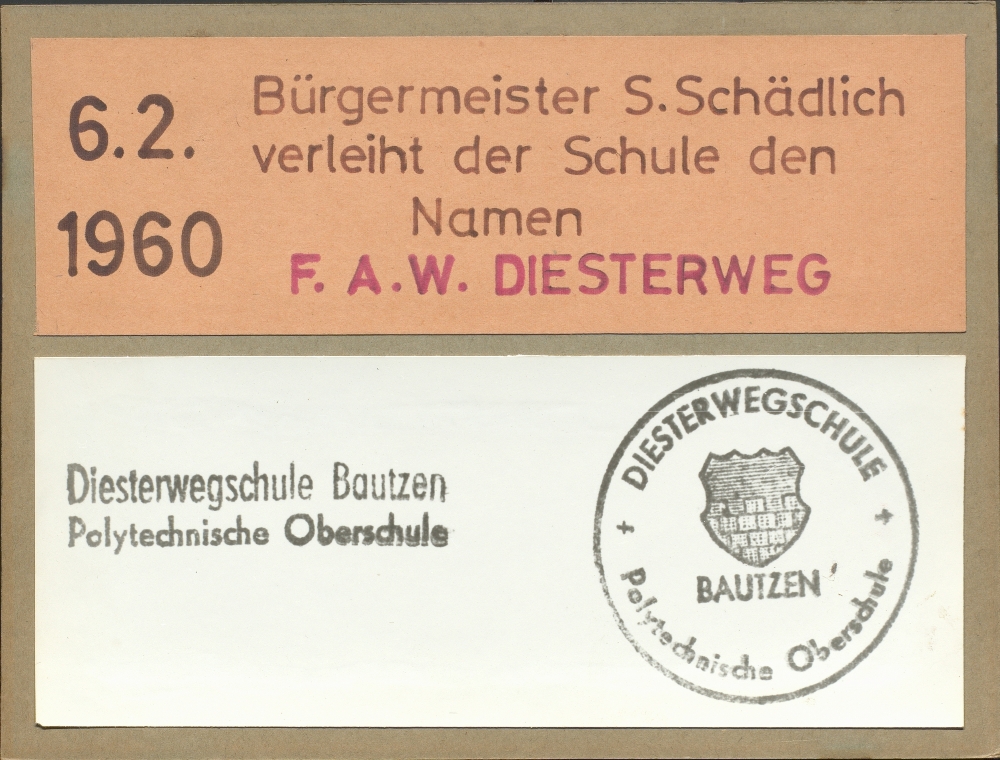 6.2.
1960
Bürgermeister S. Schädlich
verleiht der Schule den
Namen
F. A. W. DIESTERWEG
Diesterwegschule Bautzen
Polytechnische Oberschule
DIESTERWEGSCHULE
BAUTZEN
Polytechnische Oberschule